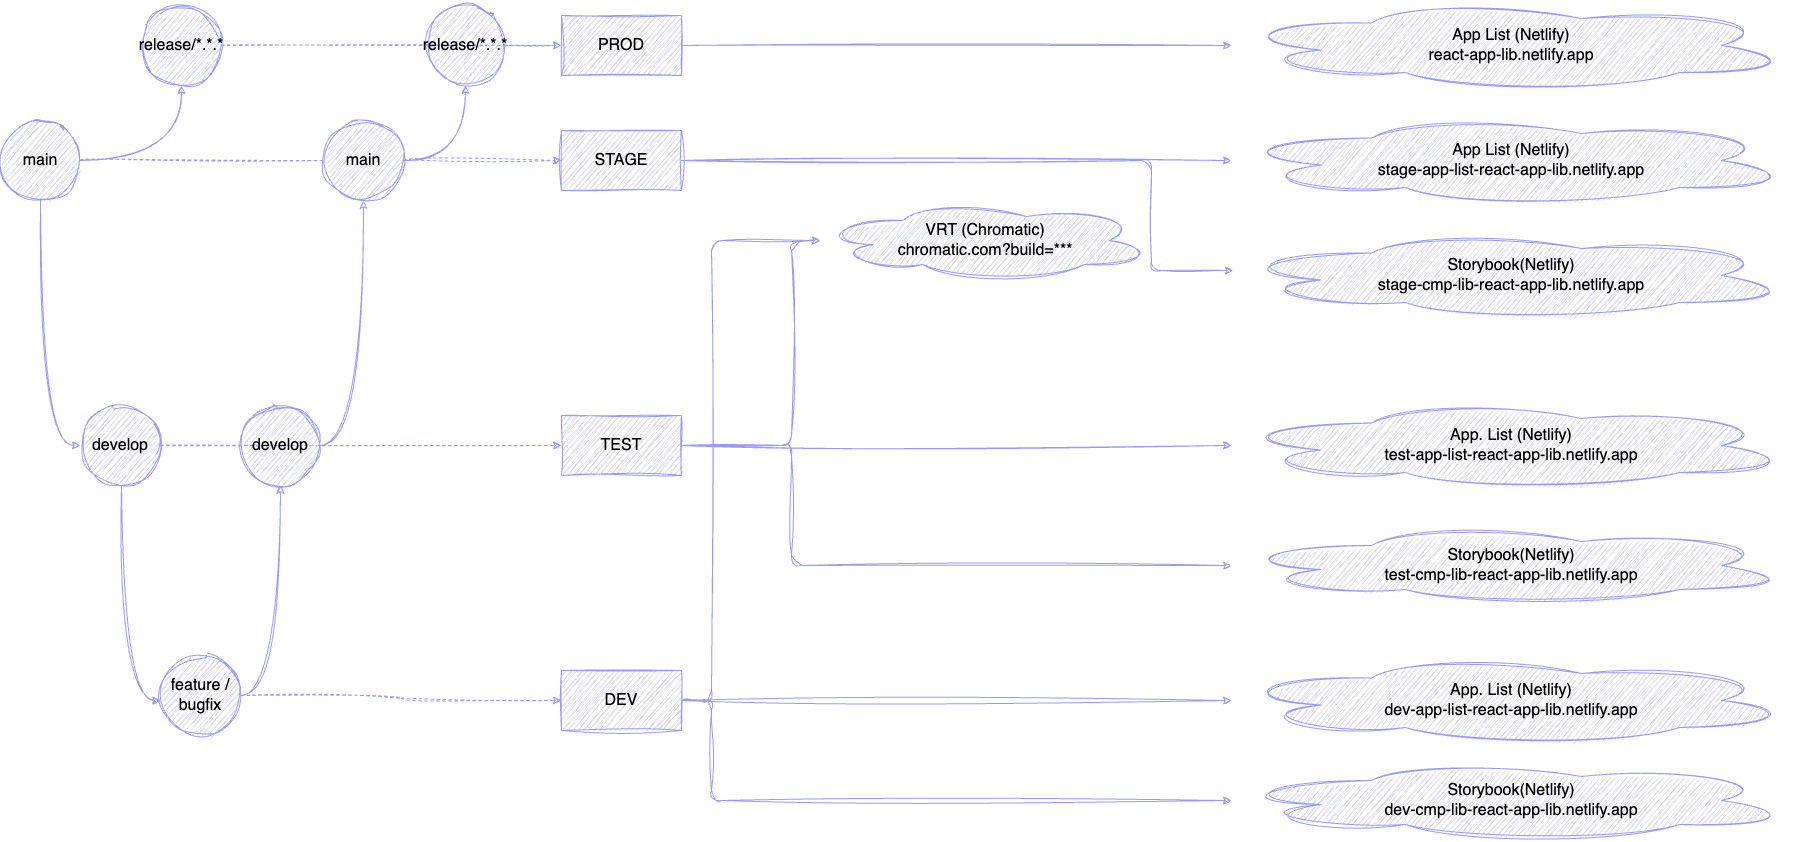 release/*.*.*
release/*.*.*
PROD
App List (Netlify)
react-app-lib.netlify.app
main
main
STAGE
App List (Netlify)
stage-app-list-react-app-lib.netlify.app
VRT (Chromatic)
chromatic.com?build=***
Storybook(Netlify)
stage-cmp-lib-react-app-lib.netlify.app
develop
develop
TEST
App. List (Netlify)
test-app-list-react-app-lib.netlify.app
Storybook(Netlify)
test-cmp-lib-react-app-lib.netlify.app
feature /
bugfix
DEV
App. List (Netlify)
dev-app-list-react-app-lib.netlify.app
Storybook(Netlify)
dev-cmp-lib-react-app-lib.netlify.app